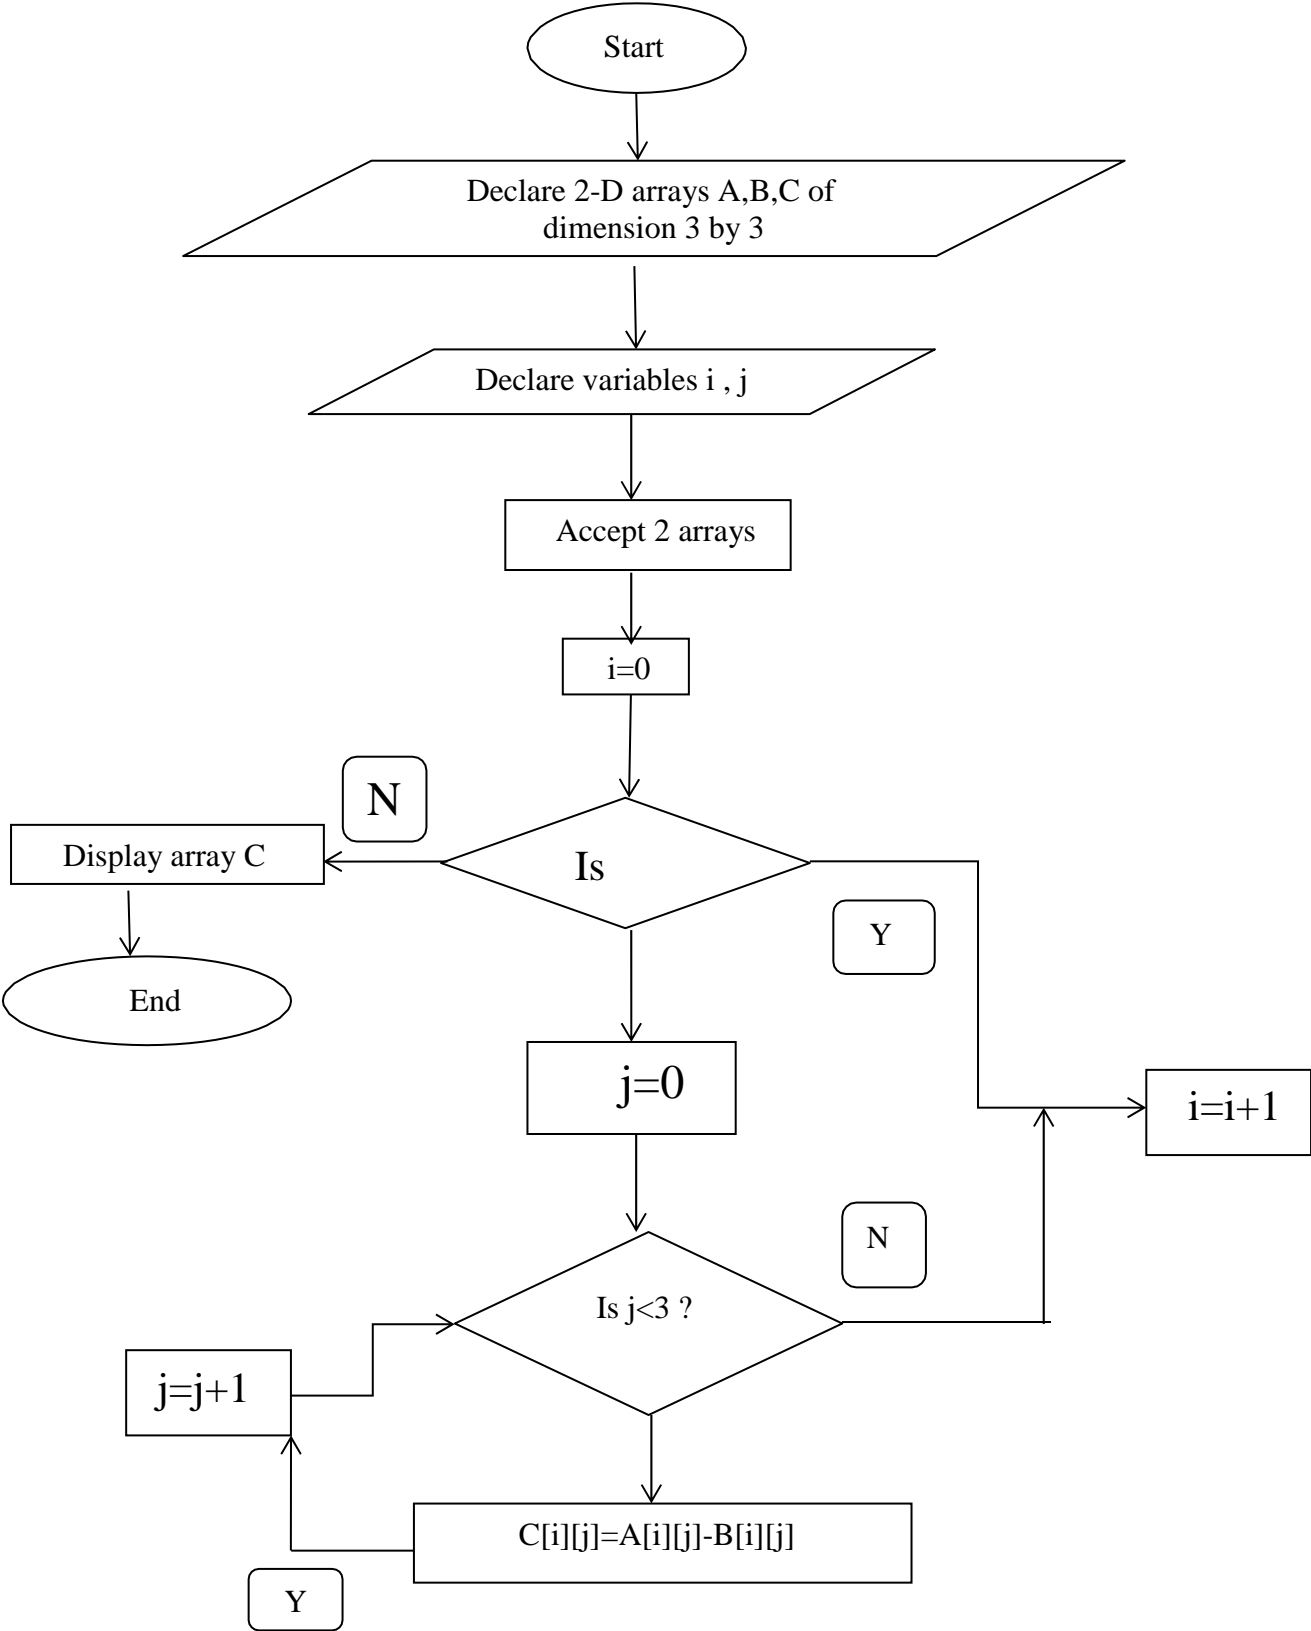 Start
Declare 2-D arrays A,B,C of
dimension 3 by 3
Declare variables i , j
Accept 2 arrays
i=0
N
Display array C
Is
Y
End
j=0
i=i+1
N
Is j<3 ?
j=j+1
C[i][j]=A[i][j]-B[i][j]
Y